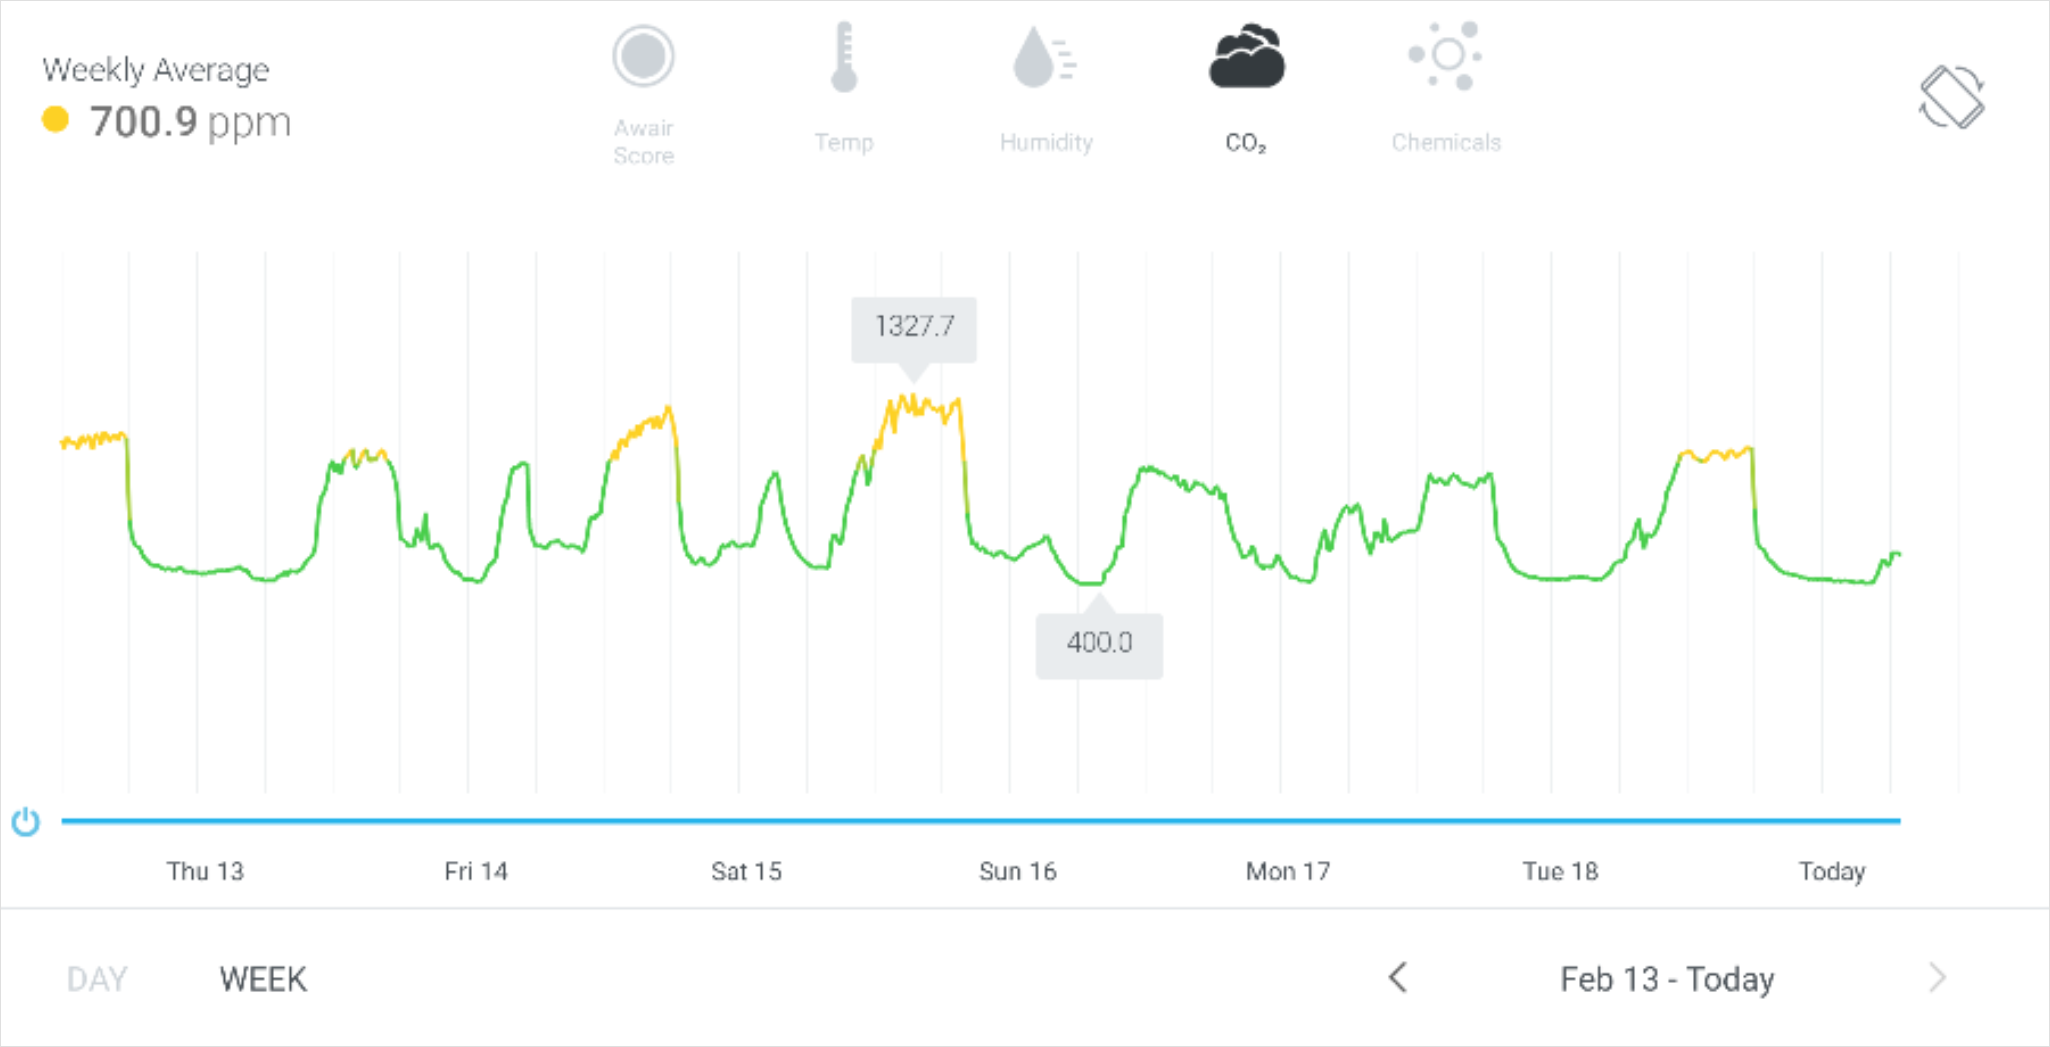 Weekly Average
700.9 ppm
Awair
Score
Temp
Humidity
CO₂
Chemicals
1327.7
400.0
Thu 13
Fri 14
Sat 15
Sun 16
Mon 17
Tue 18
Today
DAY
WEEK
Feb 13 - Today